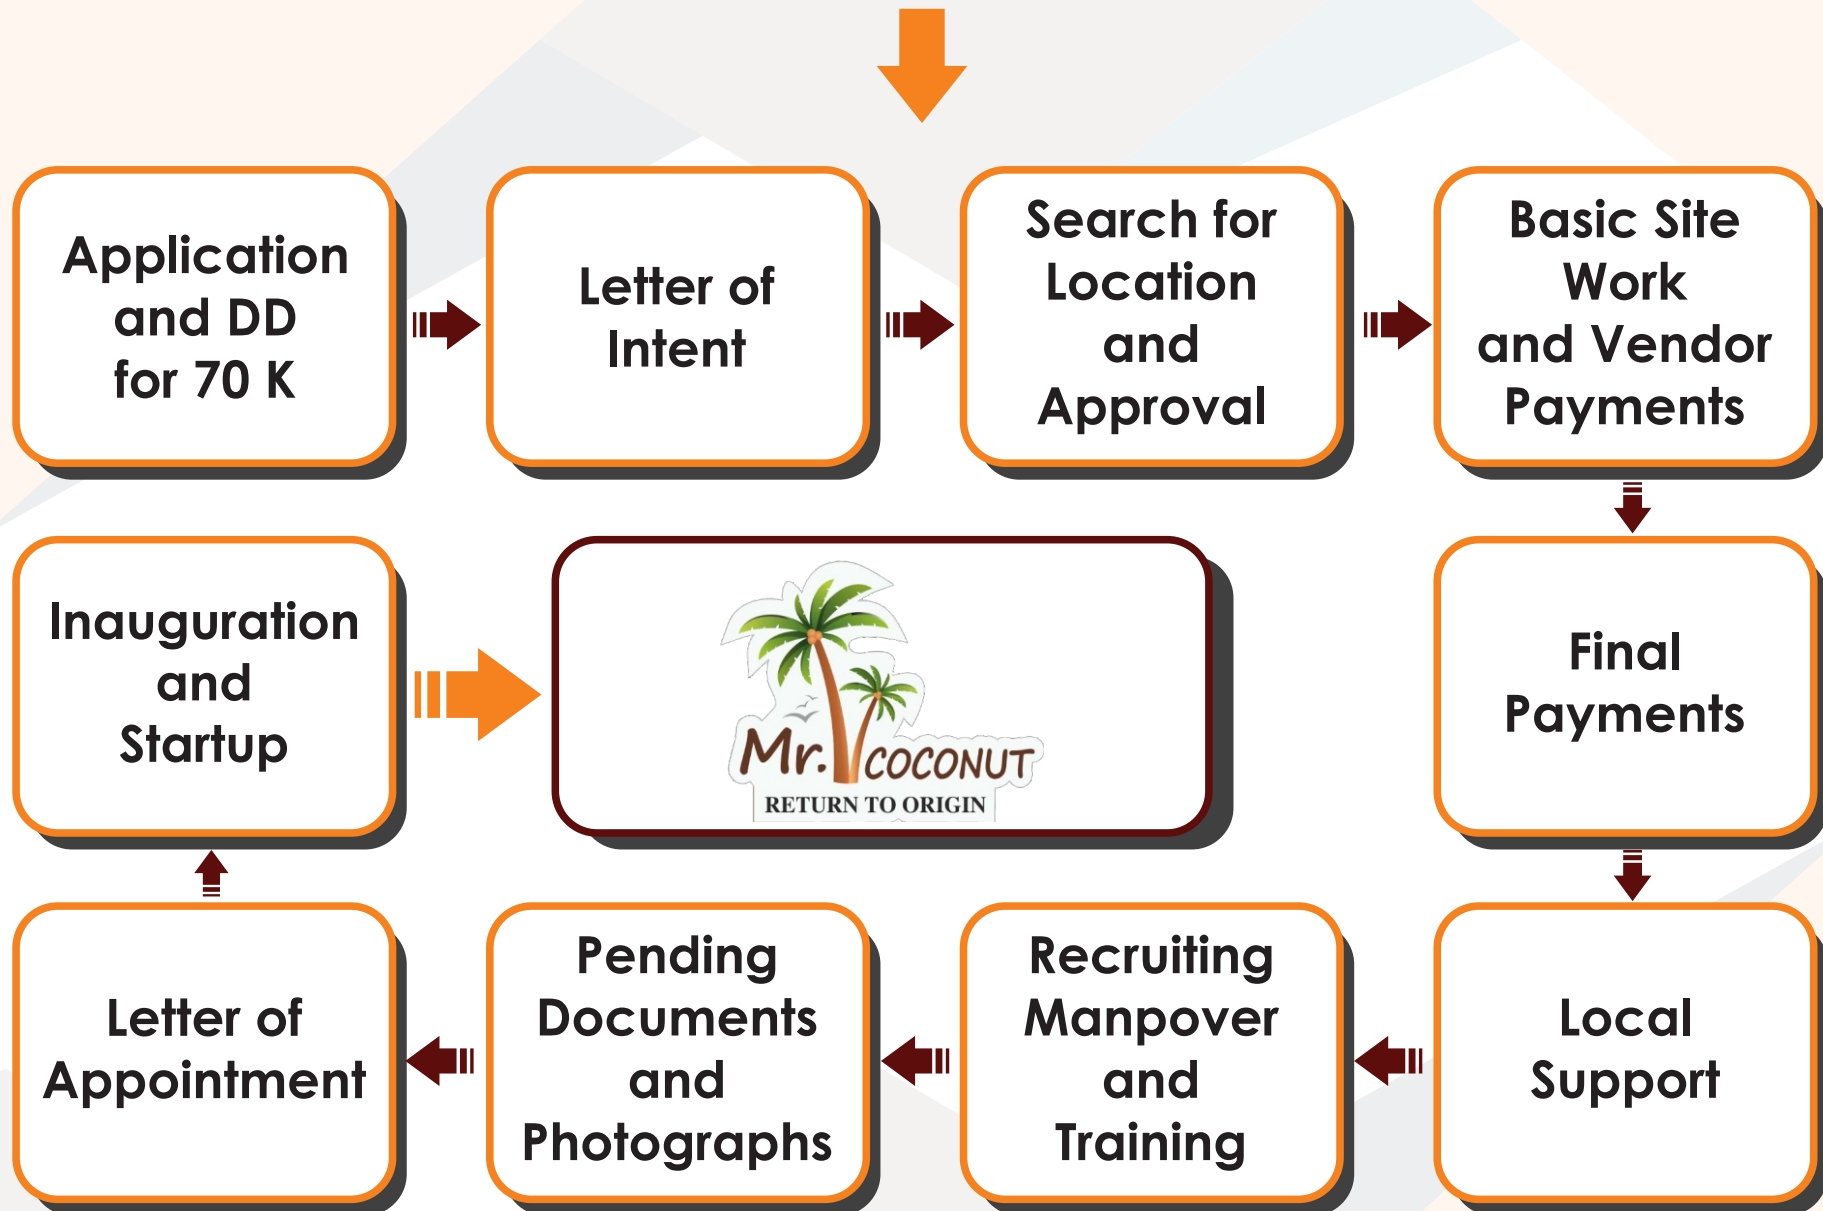 Application
and DD
for 70 K
Letter of
Intent
Search for
Location
and
Approval
Basic Site
Work
and Vendor
Payments
Final
Payments
Local
Support
Recruiting
Manpover
and
Training
Pending
Documents
and
Photographs
Letter of
Appointment
Inauguration
and
Startup
Mr. COCONUT
RETURN TO ORIGIN